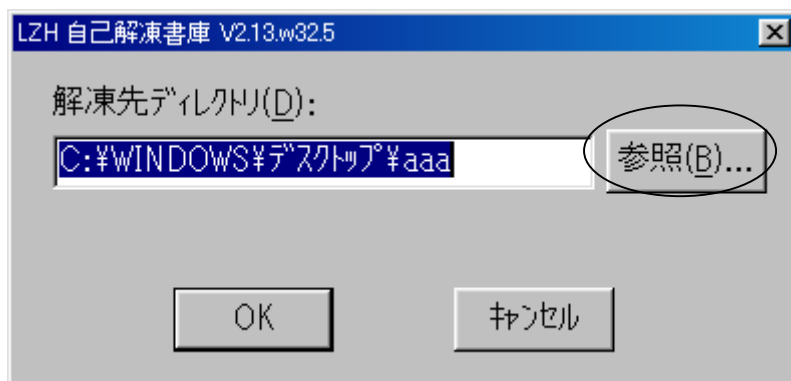 LZH 自己解凍書庫 V2.13.w32.5
解凍先ディレクトリ(D):
C:¥WINDOWS¥デスクトップ¥aaa
参照(B)...
OK
キャンセル